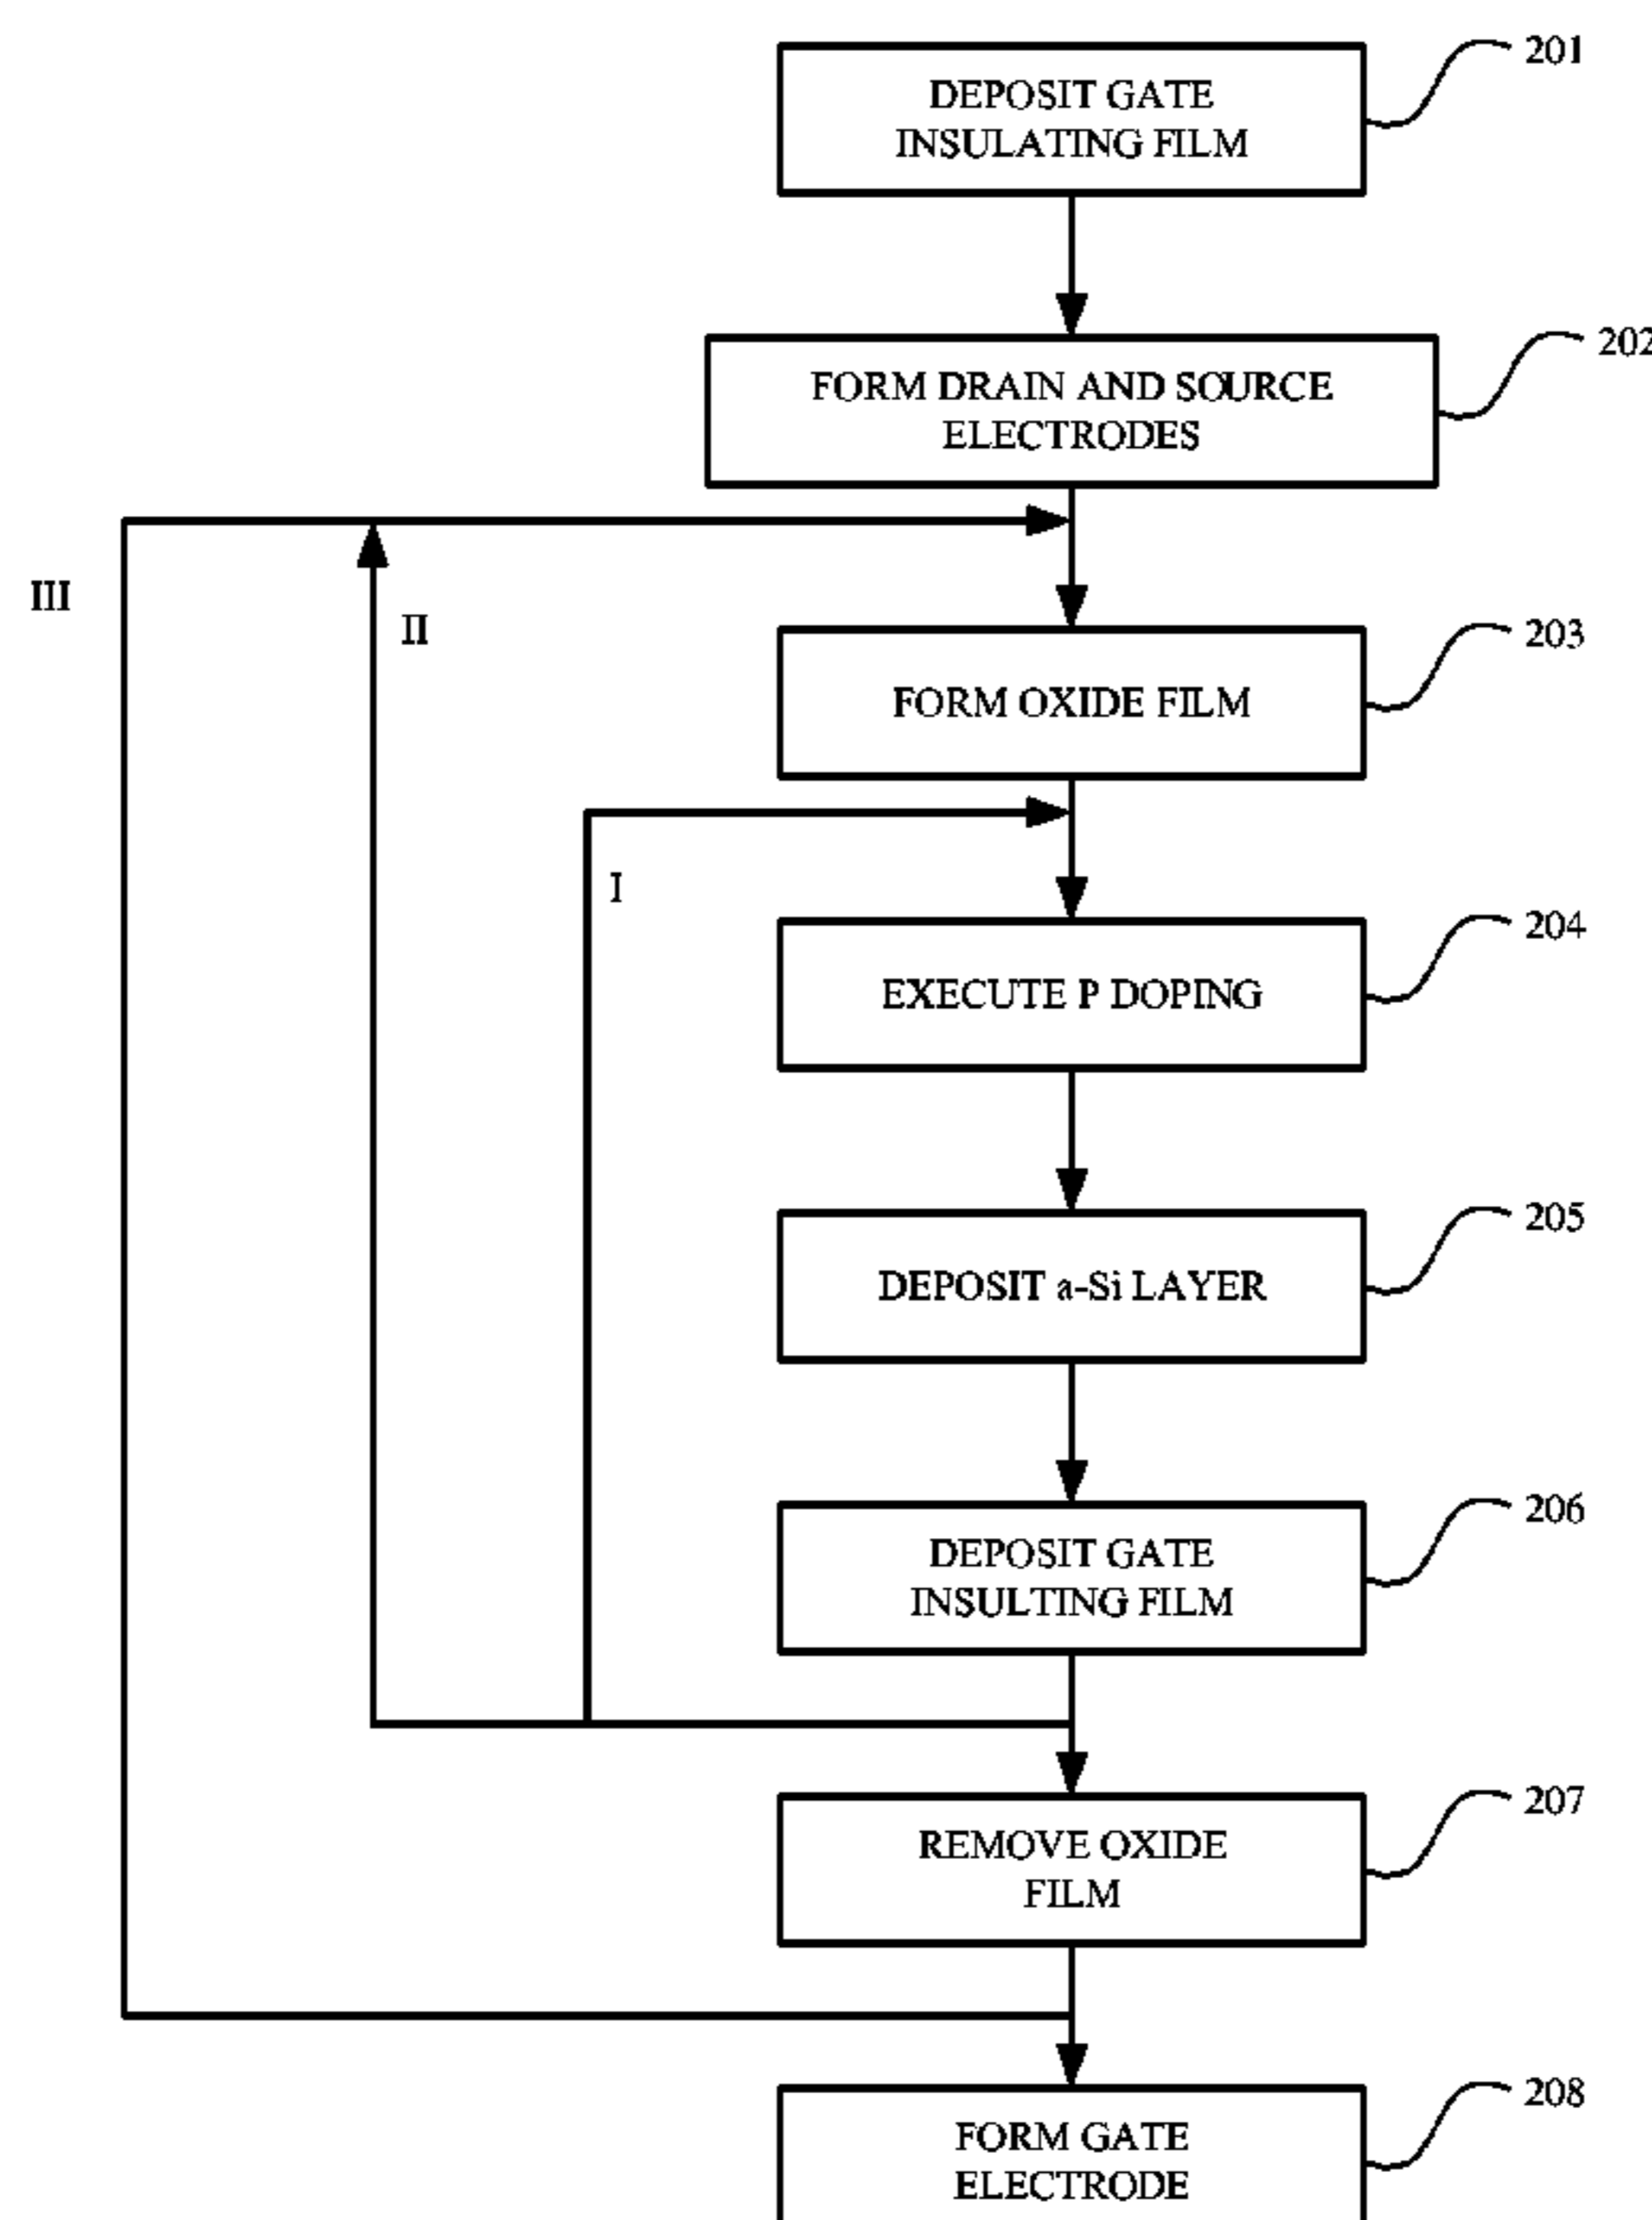 201
DEPOSIT GATE
INSULATING FILM
202
FORM DRAIN AND SOURCE
ELECTRODES
III
II
203
FORM OXIDE FILM
I
204
EXECUTE P DOPING
205
DEPOSIT a-Si LAYER
206
DEPOSIT GATE
INSULTING FILM
207
REMOVE OXIDE
FILM
208
FORM GATE
ELECTRODE